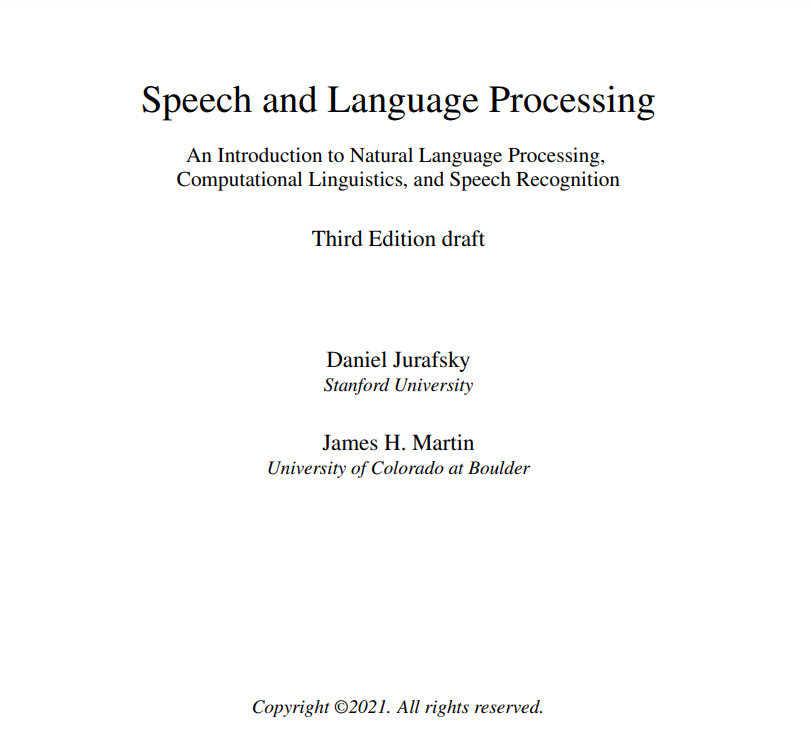 Speech and Language Processing
An Introduction to Natural Language Processing,
Computational Linguistics, and Speech Recognition
Third Edition draft
Daniel Jurafsky
Stanford University
James H. Martin
University of Colorado at Boulder
Copyright ©2021. All rights reserved.